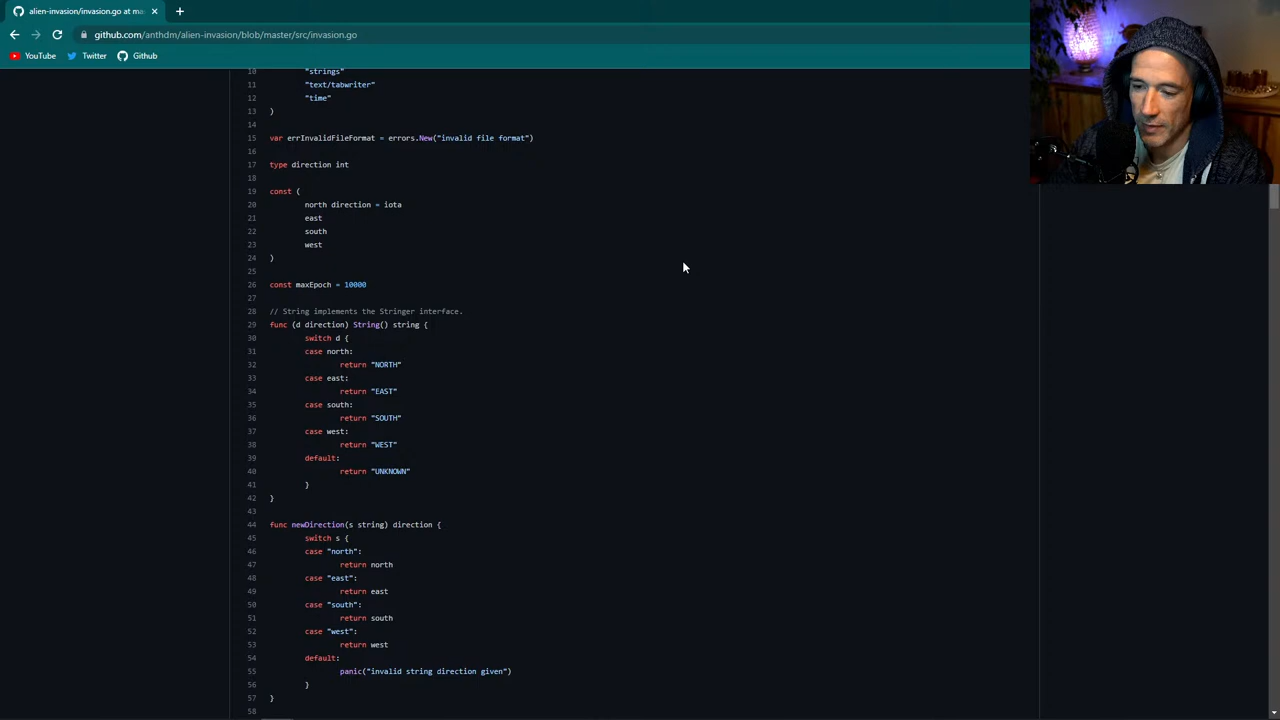 alien-invasion/invasion.go at ma
github.com/anthdm/alien-invasion/blob/master/src/invasion.go
YouTube Twitter Github
10 "strings"
11 "text/tabwriter"
12 "time"
13 )
14
15 var errInvalidFileFormat = errors.New("invalid file format")
16
17 type direction int
18
19 const (
20 north direction = iota
21 east
22 south
23 west
24 )
25
26 const maxEpoch = 10000
27
28 // String implements the Stringer interface.
29 func (d direction) String() string {
30 switch d {
31 case north:
32 return "NORTH"
33 case east:
34 return "EAST"
35 case south:
36 return "SOUTH"
37 case west:
38 return "WEST"
39 default:
40 return "UNKNOWN"
41 }
42 }
43
44 func newDirection(s string) direction {
45 switch s {
46 case "north":
47 return north
48 case "east":
49 return east
50 case "south":
51 return south
52 case "west":
53 return west
54 default:
55 panic("invalid string direction given")
56 }
57 }
58